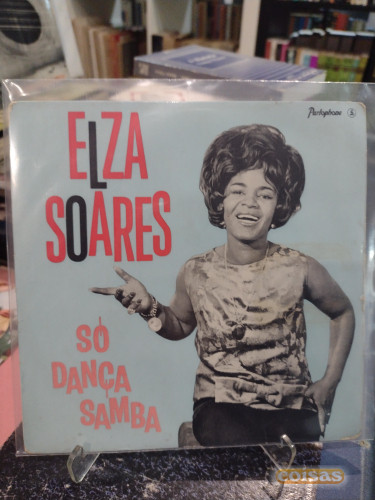 Parlophone
ELZA
SOARES
SÓ
DANÇA
SAMBA
coisas